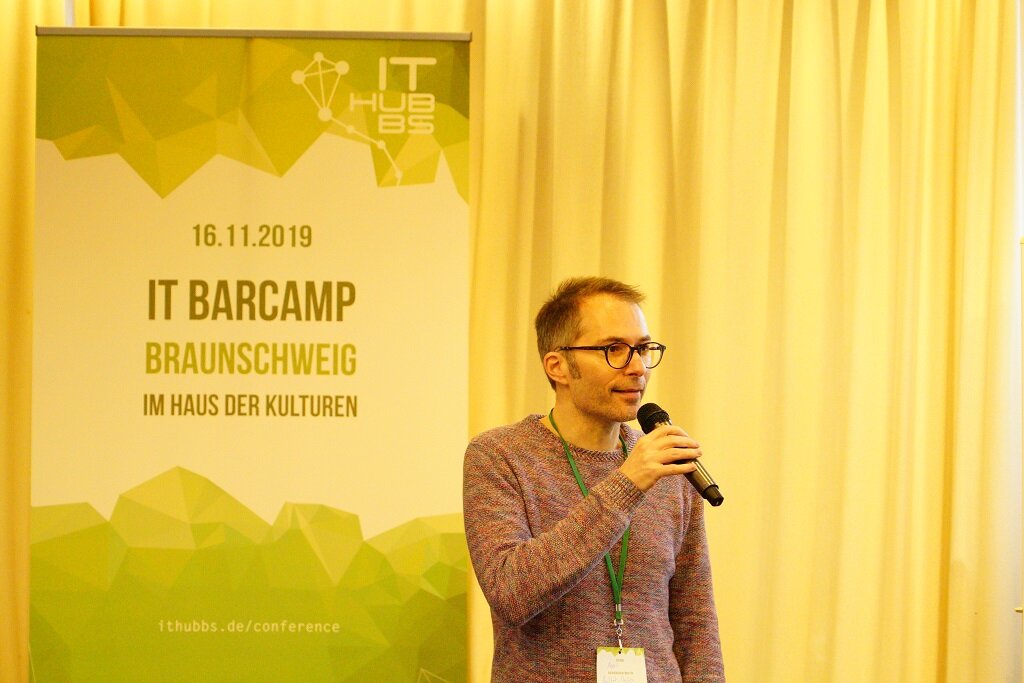 IT
HUB
BS
16.11.2019
IT BARCAMP
BRAUNSCHWEIG
IM HAUS DER KULTUREN
ithubbs.de/conference